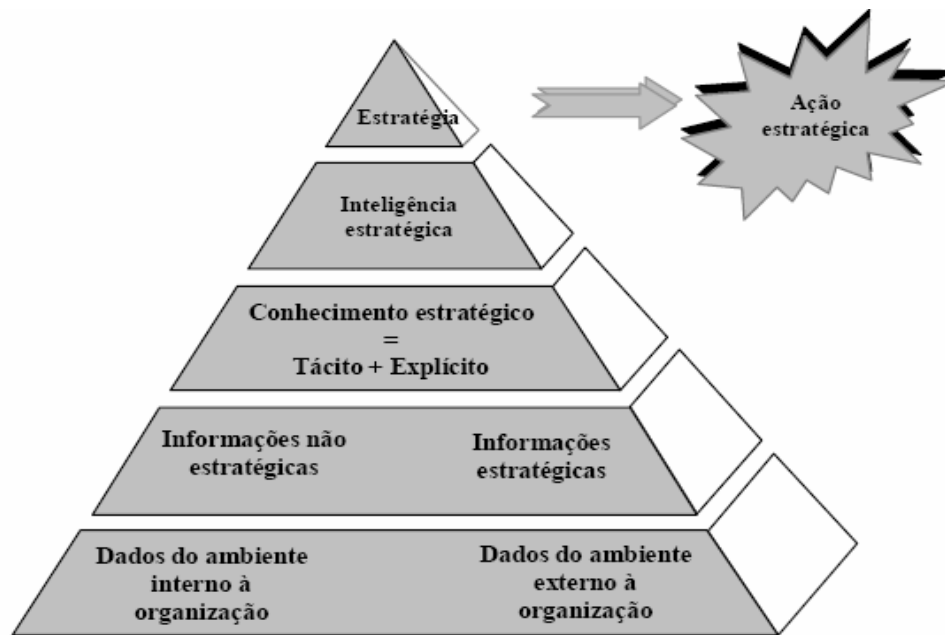 Estratégia
Ação
estratégica
Inteligência
estratégica
Conhecimento estratégico
=
Tácito + Explícito
Informações não
estratégicas
Informações
estratégicas
Dados do ambiente
interno à
organização
Dados do ambiente
externo à
organização